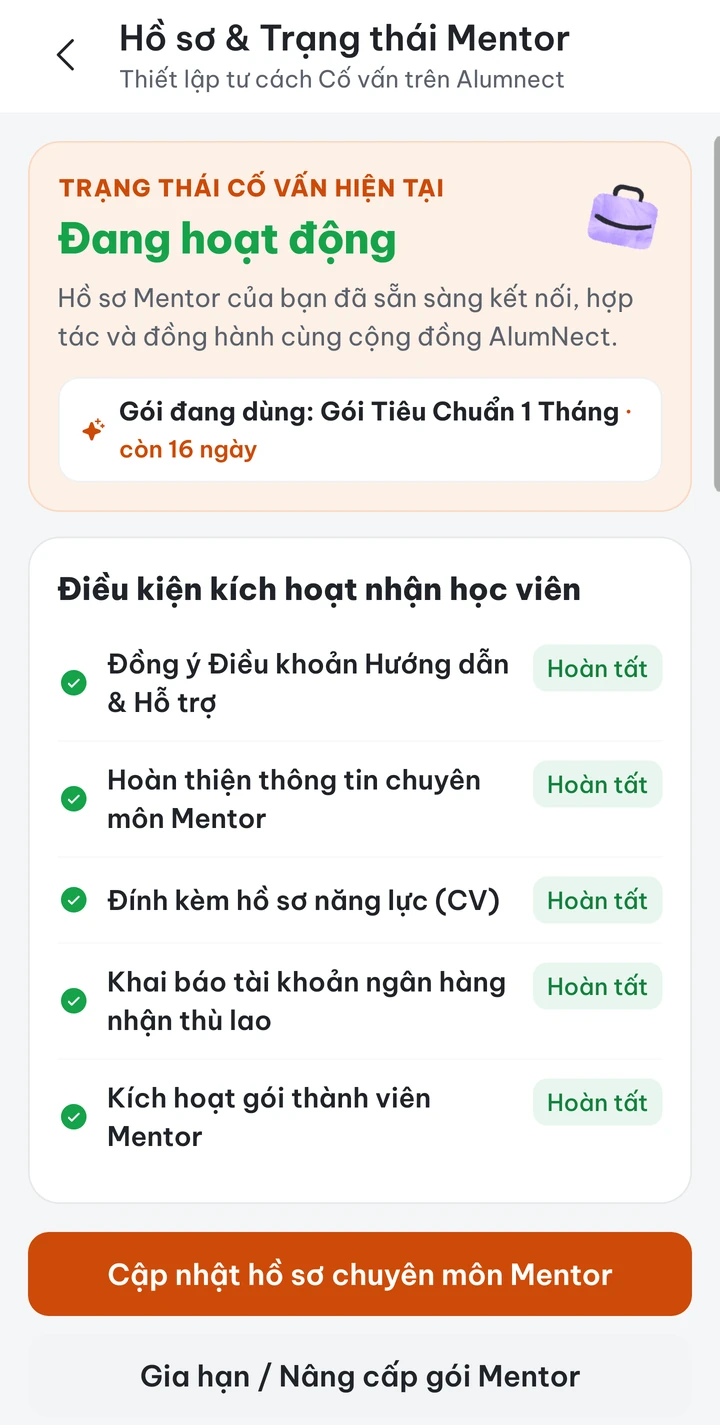 Hồ sơ & Trạng thái Mentor
Thiết lập tư cách Cố vấn trên Alumnect
TRẠNG THÁI CỐ VẤN HIỆN TẠI
Đang hoạt động
Hồ sơ Mentor của bạn đã sẵn sàng kết nối, hợp
tác và đồng hành cùng cộng đồng AlumNect.
Gói đang dùng: Gói Tiêu Chuẩn 1 Tháng ·
còn 16 ngày
Điều kiện kích hoạt nhận học viên
Đồng ý Điều khoản Hướng dẫn
& Hỗ trợ
Hoàn tất
Hoàn thiện thông tin chuyên
môn Mentor
Hoàn tất
Đính kèm hồ sơ năng lực (CV)
Hoàn tất
Khai báo tài khoản ngân hàng
nhận thù lao
Hoàn tất
Kích hoạt gói thành viên
Mentor
Hoàn tất
Cập nhật hồ sơ chuyên môn Mentor
Gia hạn / Nâng cấp gói Mentor